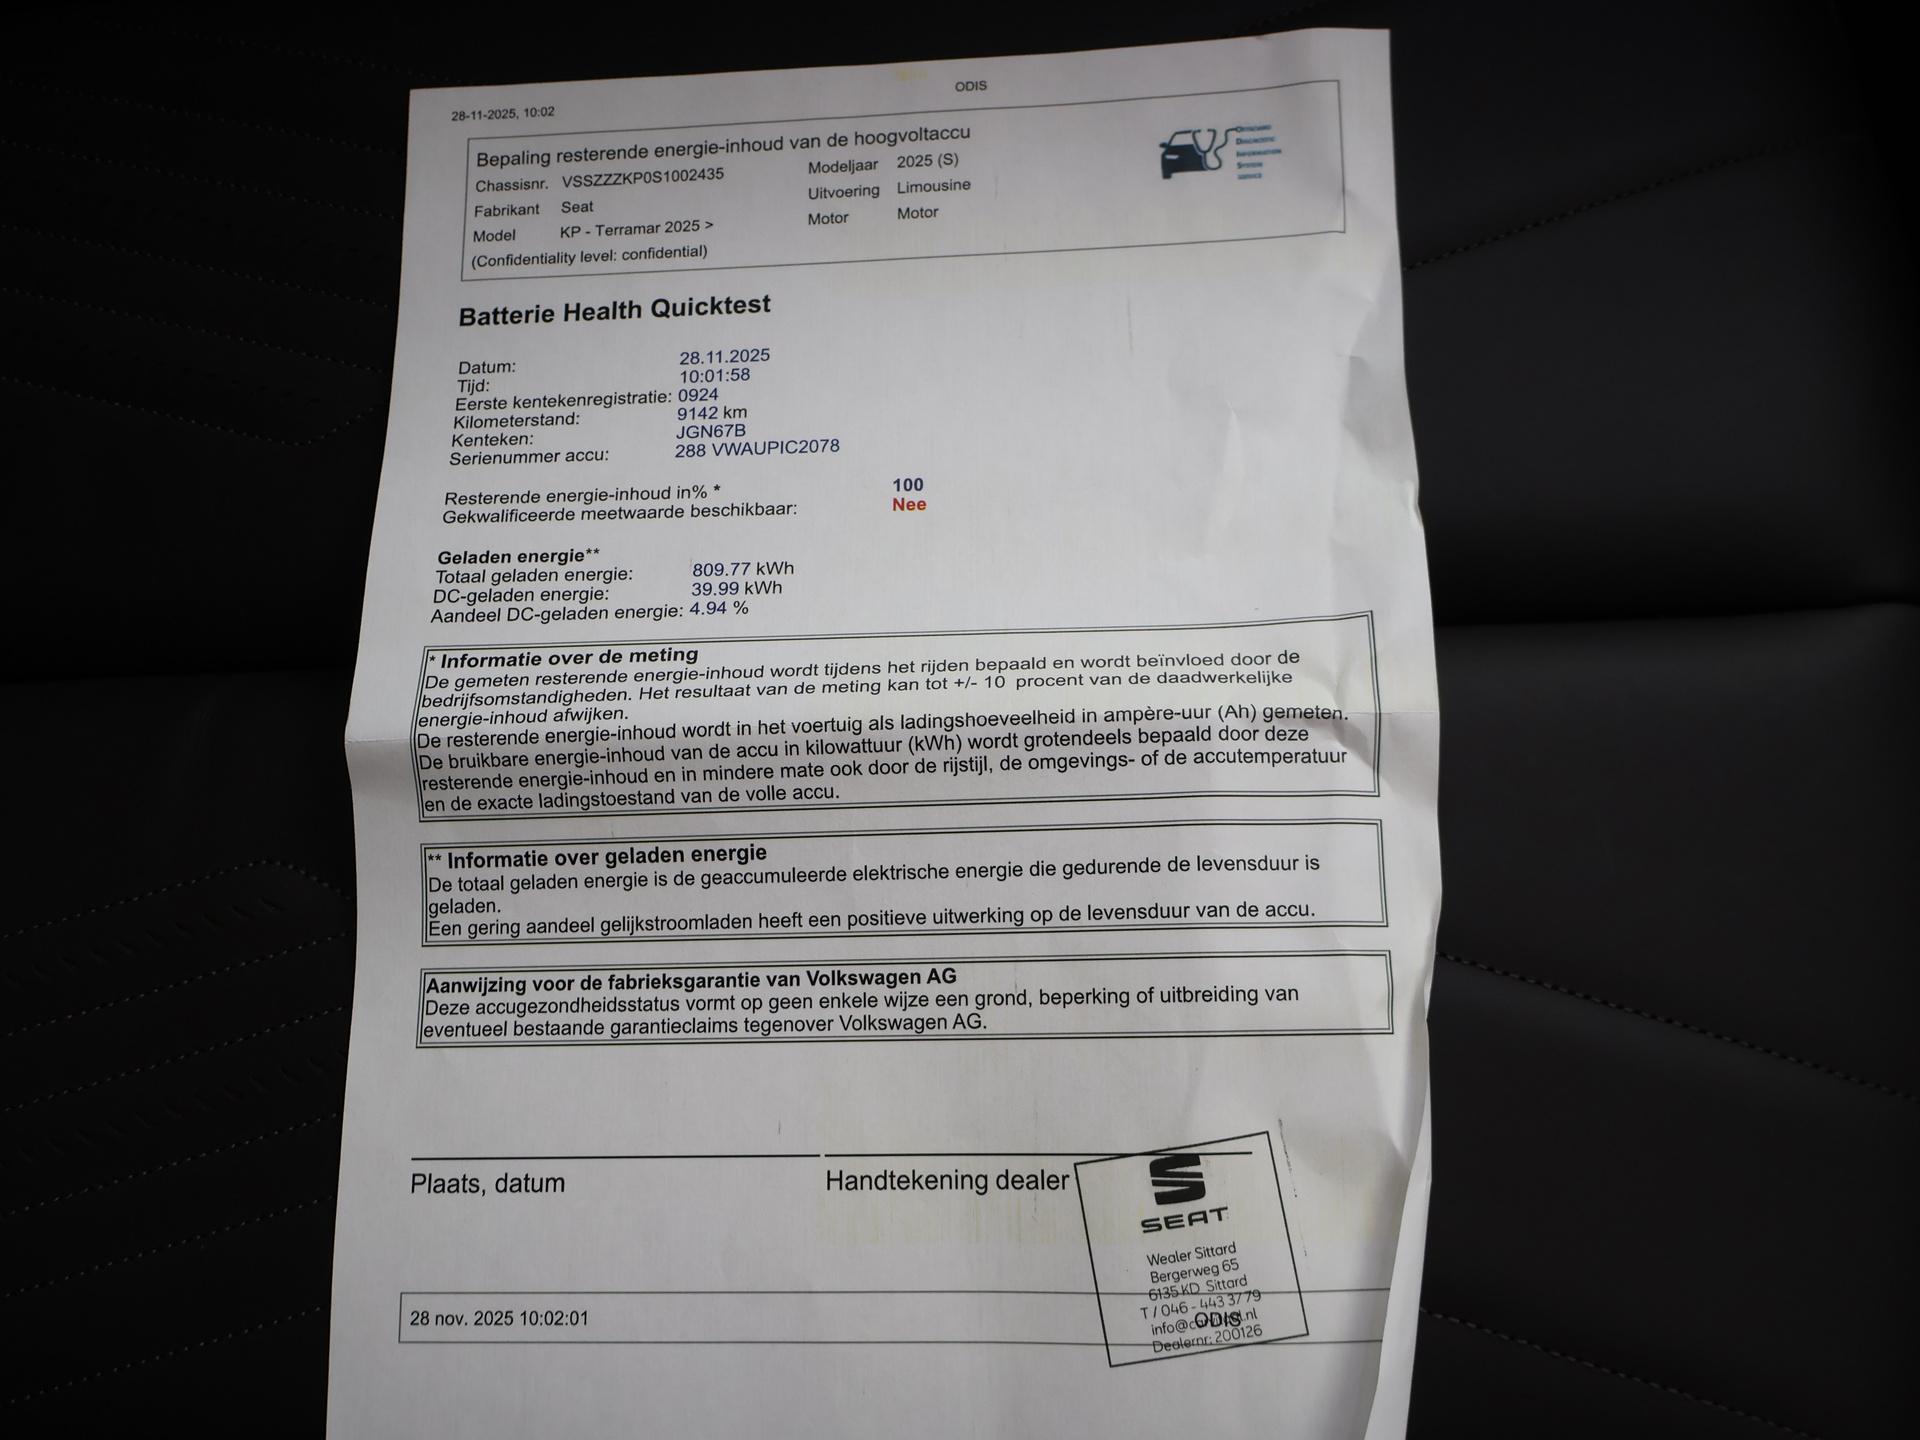 28-11-2025, 10:02
ODIS
Bepaling resterende energie-inhoud van de hoogvoltaccu
Chassisnr. VSSZZZKP0S1002435 Modeljaar 2025 (S)
Fabrikant Seat Uitvoering Limousine
Model KP - Terramar 2025 > Motor Motor
(Confidentiality level: confidential)
Batterie Health Quicktest
Datum: 28.11.2025
Tijd: 10:01:58
Eerste kentekenregistratie: 0924
Kilometerstand: 9142 km
Kenteken: JGN67B
Serienummer accu: 288 VWAUPIC2078
Resterende energie-inhoud in% * 100
Gekwalificeerde meetwaarde beschikbaar: Nee
Geladen energie**
Totaal geladen energie: 809.77 kWh
DC-geladen energie: 39.99 kWh
Aandeel DC-geladen energie: 4.94 %
* Informatie over de meting
De gemeten resterende energie-inhoud wordt tijdens het rijden bepaald en wordt beïnvloed door de
bedrijfsomstandigheden. Het resultaat van de meting kan tot +/- 10 procent van de daadwerkelijke
energie-inhoud afwijken.
De resterende energie-inhoud wordt in het voertuig als ladingshoeveelheid in ampère-uur (Ah) gemeten.
De bruikbare energie-inhoud van de accu in kilowattuur (kWh) wordt grotendeels bepaald door deze
resterende energie-inhoud en in mindere mate ook door de rijstijl, de omgevings- of de accutemperatuur
en de exacte ladingstoestand van de volle accu.
** Informatie over geladen energie
De totaal geladen energie is de geaccumuleerde elektrische energie die gedurende de levensduur is
geladen.
Een gering aandeel gelijkstroomladen heeft een positieve uitwerking op de levensduur van de accu.
Aanwijzing voor de fabrieksgarantie van Volkswagen AG
Deze accugezondheidsstatus vormt op geen enkele wijze een grond, beperking of uitbreiding van
eventueel bestaande garantieclaims tegenover Volkswagen AG.
Plaats, datum
Handtekening dealer
SEAT
Wealer Sittard
Bergerweg 65
6135 KD Sittard
T / 046 - 443 37 79
Dealernr: 200126
28 nov. 2025 10:02:01
ODIS